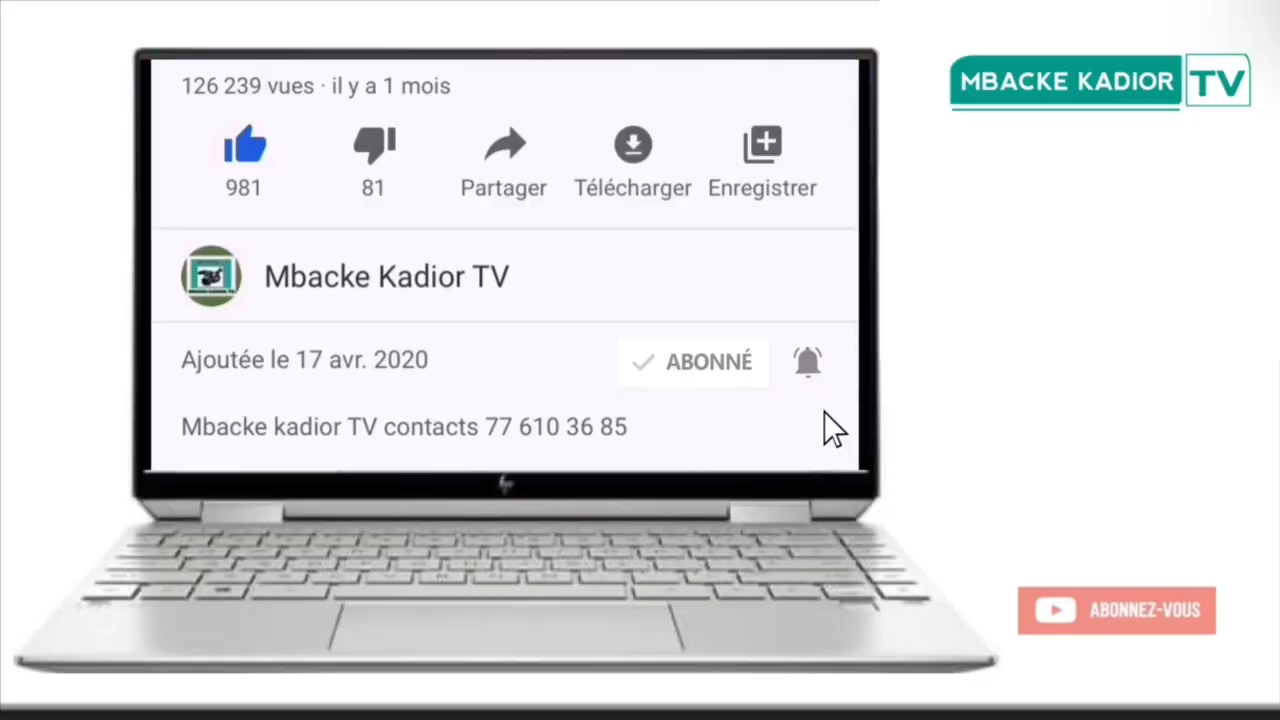 MBACKE KADIOR TV
126 239 vues · il y a 1 mois
981
81
Partager
Télécharger
Enregistrer
Mbacke Kadior TV
Ajoutée le 17 avr. 2020
ABONNÉ
Mbacke kadior TV contacts 77 610 36 85
hp
ABONNEZ-VOUS